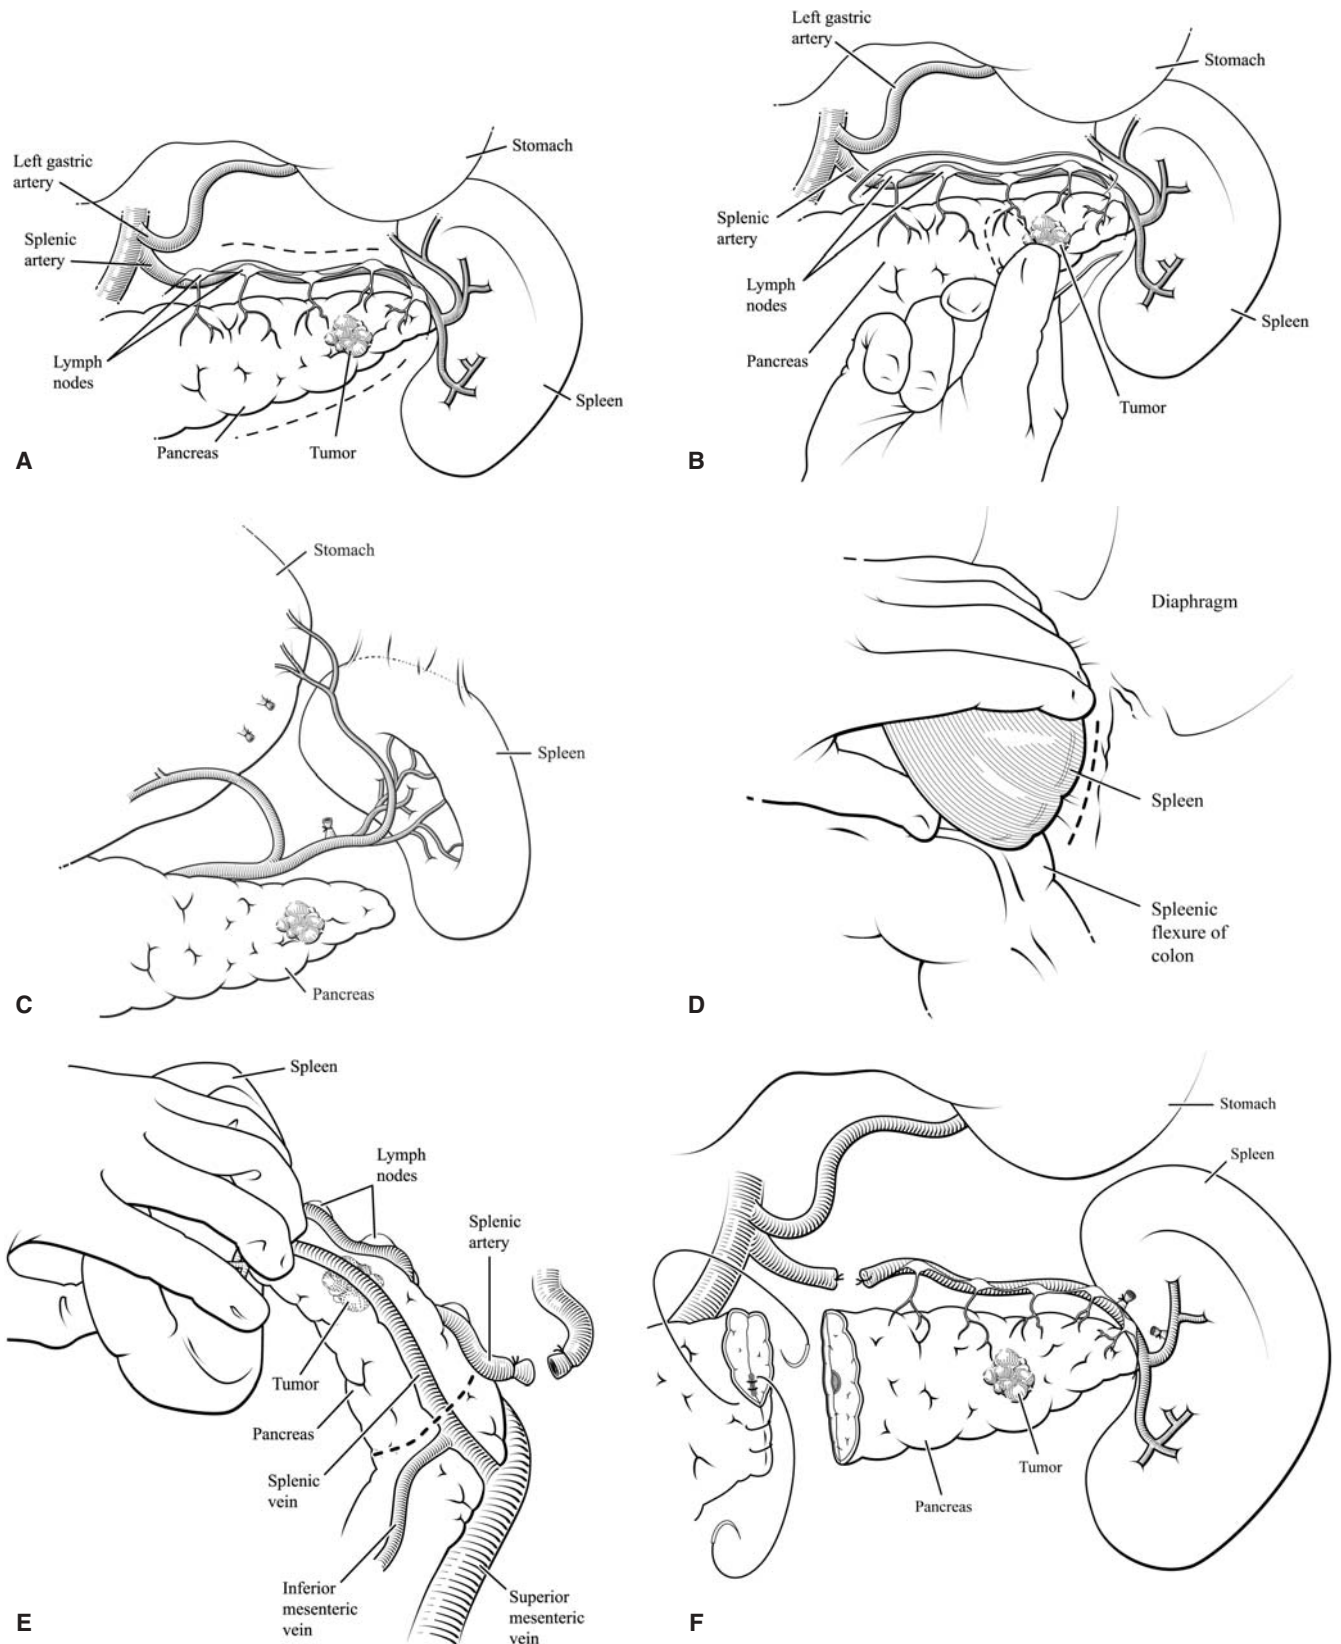 Left gastric
artery
Stomach
Splenic
artery
Lymph
nodes
Pancreas
Tumor
Spleen
A
Left gastric
artery
Stomach
Splenic
artery
Lymph
nodes
Pancreas
Spleen
Tumor
B
Stomach
Spleen
Pancreas
C
Diaphragm
Spleen
Spleenic
flexure of
colon
D
Spleen
Lymph
nodes
Splenic
artery
Tumor
Pancreas
Splenic
vein
Inferior
mesenteric
vein
Superior
mesenteric
vein
E
Stomach
Spleen
Tumor
Pancreas
F